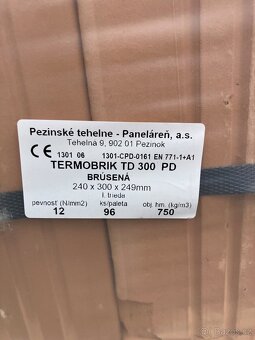 Pezinské tehelne - Paneláreň, a.s.
Tehelná 9, 902 01 Pezinok
CE 1301 06 1301-CPD-0161 EN 771-1+A1
TERMOBRIK TD 300 PD
BRÚSENÁ
240 x 300 x 249mm
I. trieda
pevnosť (N/mm2) ks/paleta obj. hm. (kg/m3)
12 96 750